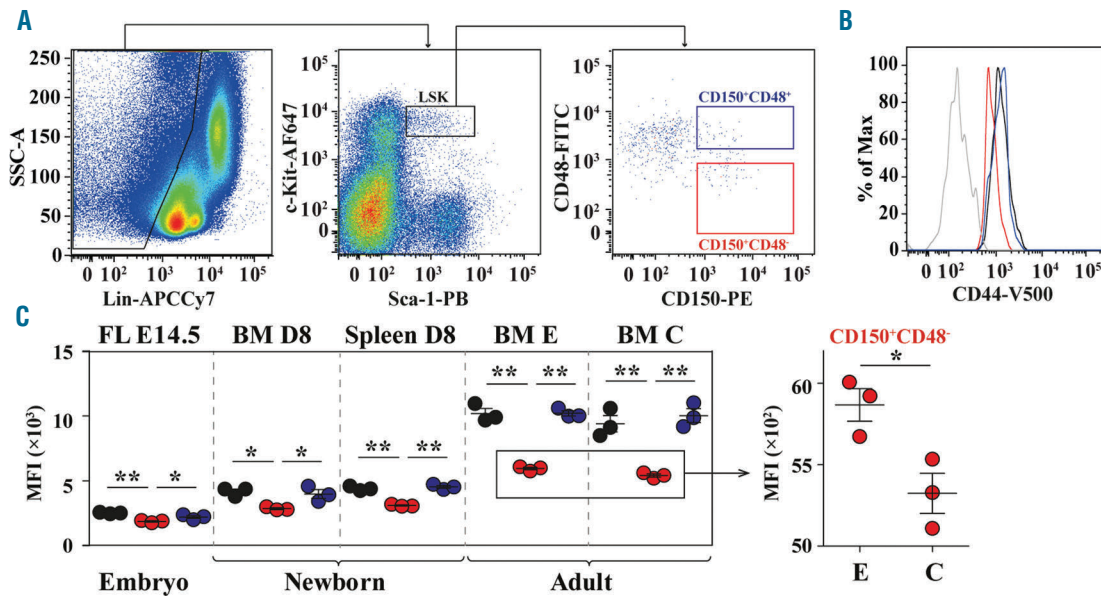 A
B
250
200
150
100
50
0
SSC-A
0 10² 10³ 10⁴ 10⁵
Lin-APCCy7
10⁵
10⁴
10³
10²
0
c-Kit-AF647
LSK
0 10² 10³ 10⁴ 10⁵
Sca-1-PB
10⁵
10⁴
10³
10²
0
CD48-FITC
CD150⁺CD48⁺
CD150⁺CD48⁻
0 10² 10³ 10⁴ 10⁵
CD150-PE
100
80
60
40
20
0
% of Max
0 10² 10³ 10⁴ 10⁵
CD44-V500
C
FL E14.5 BM D8 Spleen D8 BM E BM C
15
10
5
0
MFI (×10³)
** *
* *
** **
** **
** **
Embryo Newborn Adult
CD150⁺CD48⁻
*
60
55
50
MFI (×10²)
E C